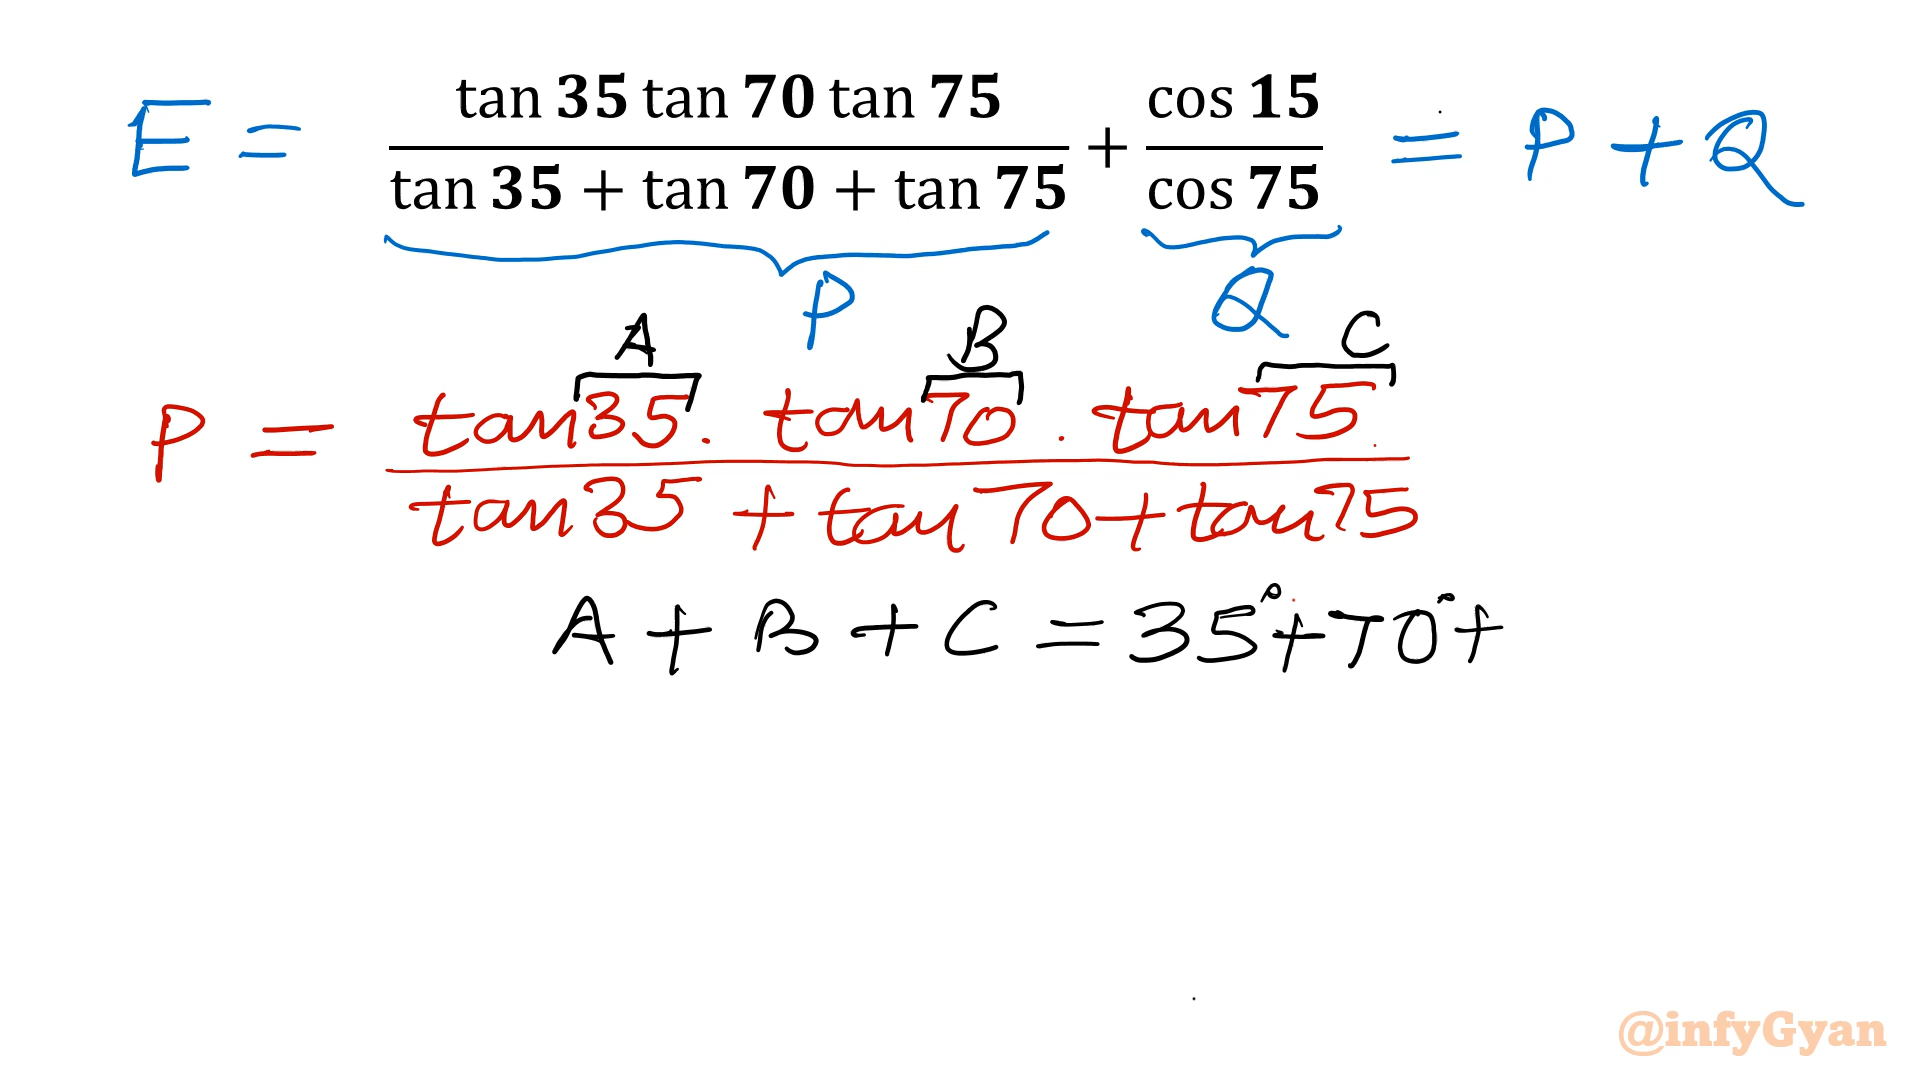 E = tan 35 tan 70 tan 75 / tan 35 + tan 70 + tan 75 + cos 15 / cos 75 = P + Q
P Q
A B C
P = tan35 . tan70 . tan75 / tan35 + tan70 + tan75
A + B + C = 35° + 70° +
@infyGyan